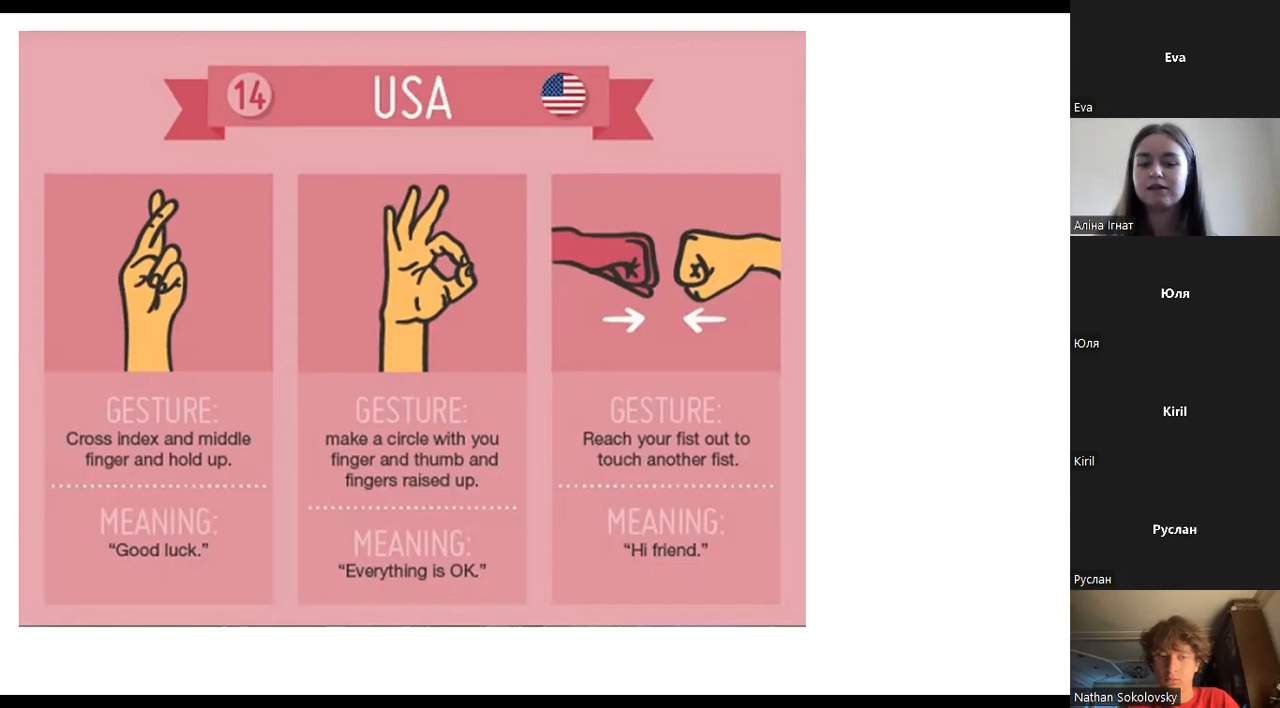 14
USA
GESTURE:
Cross index and middle
finger and hold up.
MEANING:
“Good luck.”
GESTURE:
make a circle with you
finger and thumb and
fingers raised up.
MEANING:
“Everything is OK.”
GESTURE:
Reach your fist out to
touch another fist.
MEANING:
“Hi friend.”
Eva
Eva
Аліна Ігнат
Юля
Юля
Kiril
Kiril
Руслан
Руслан
Nathan Sokolovsky